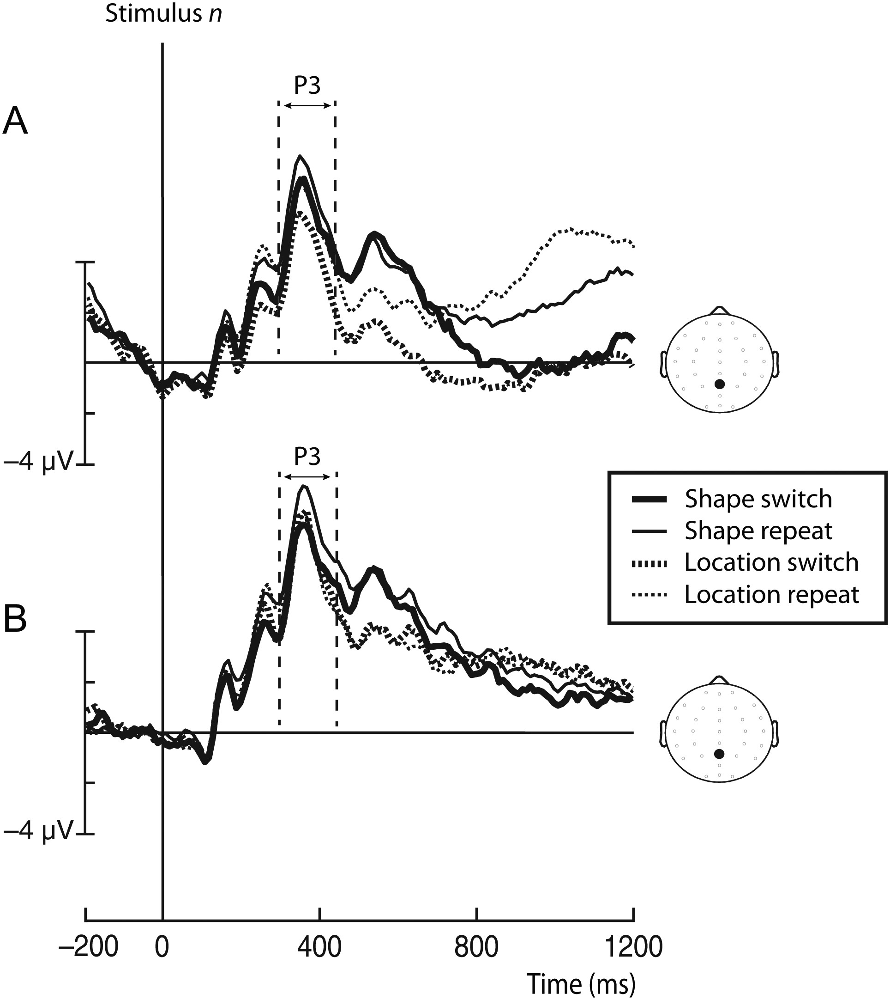 Stimulus n
P3
A
–4 µV
P3
Shape switch
Shape repeat
Location switch
Location repeat
B
–4 µV
–200 0 400 800 1200
Time (ms)